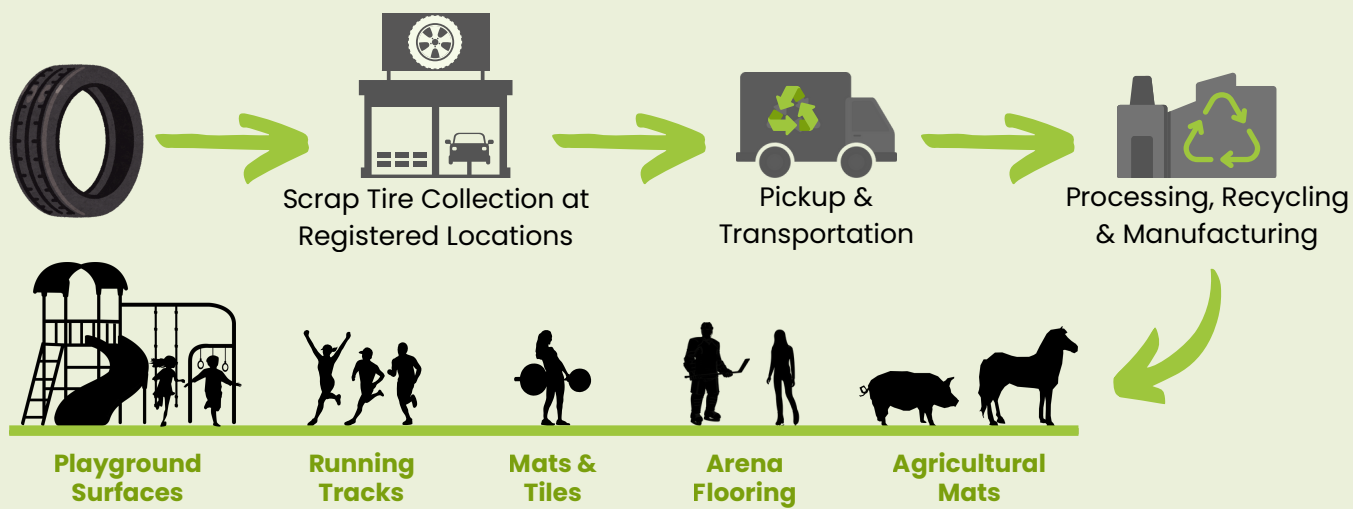 Scrap Tire Collection at
Registered Locations
Pickup &
Transportation
Processing, Recycling
& Manufacturing
Playground
Surfaces
Running
Tracks
Mats &
Tiles
Arena
Flooring
Agricultural
Mats